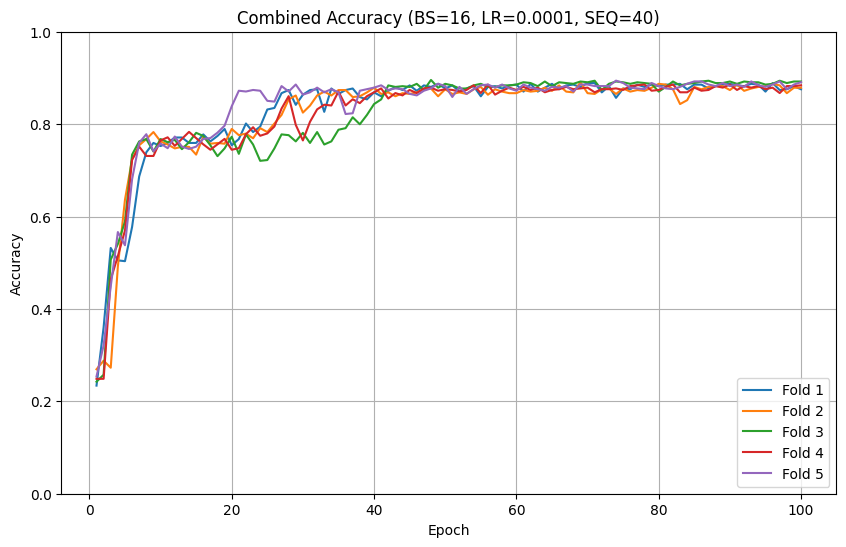 Combined Accuracy (BS=16, LR=0.0001, SEQ=40)
1.0
0.8
0.6
0.4
0.2
0.0
Accuracy
0 20 40 60 80 100
Epoch
Fold 1
Fold 2
Fold 3
Fold 4
Fold 5